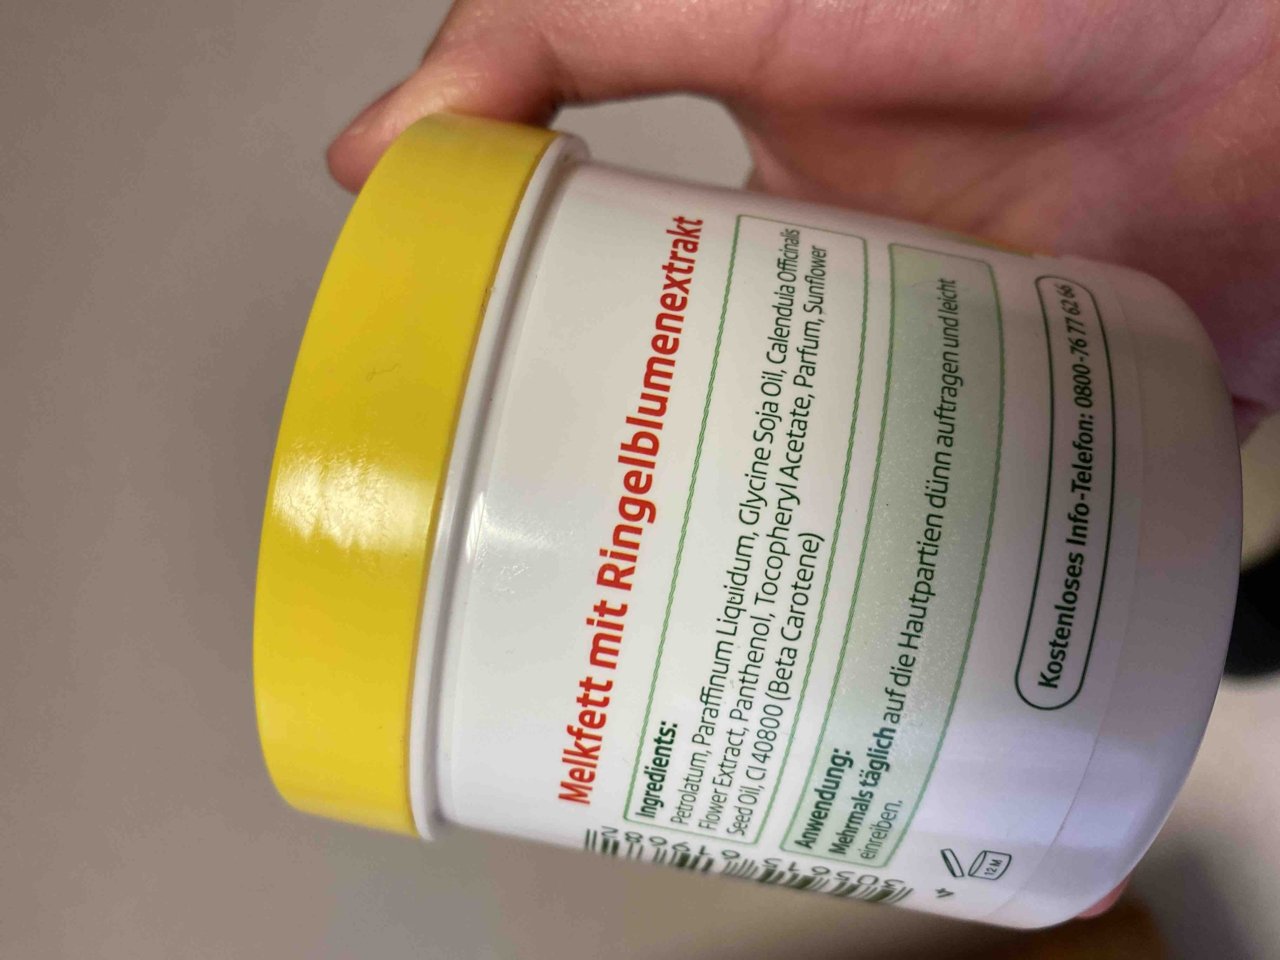 Melkfett mit Ringelblumenextrakt
Ingredients:
Petrolatum, Paraffinum Liquidum, Glycine Soja Oil, Calendula Officinalis
Flower Extract, Panthenol, Tocopheryl Acetate, Parfum, Sunflower
Seed Oil, CI 40800 (Beta Carotene)
Anwendung:
Mehrmals täglich auf die Hautpartien dünn auftragen und leicht
einreiben.
Kostenloses Info-Telefon: 0800-76 77 62 66
12 M